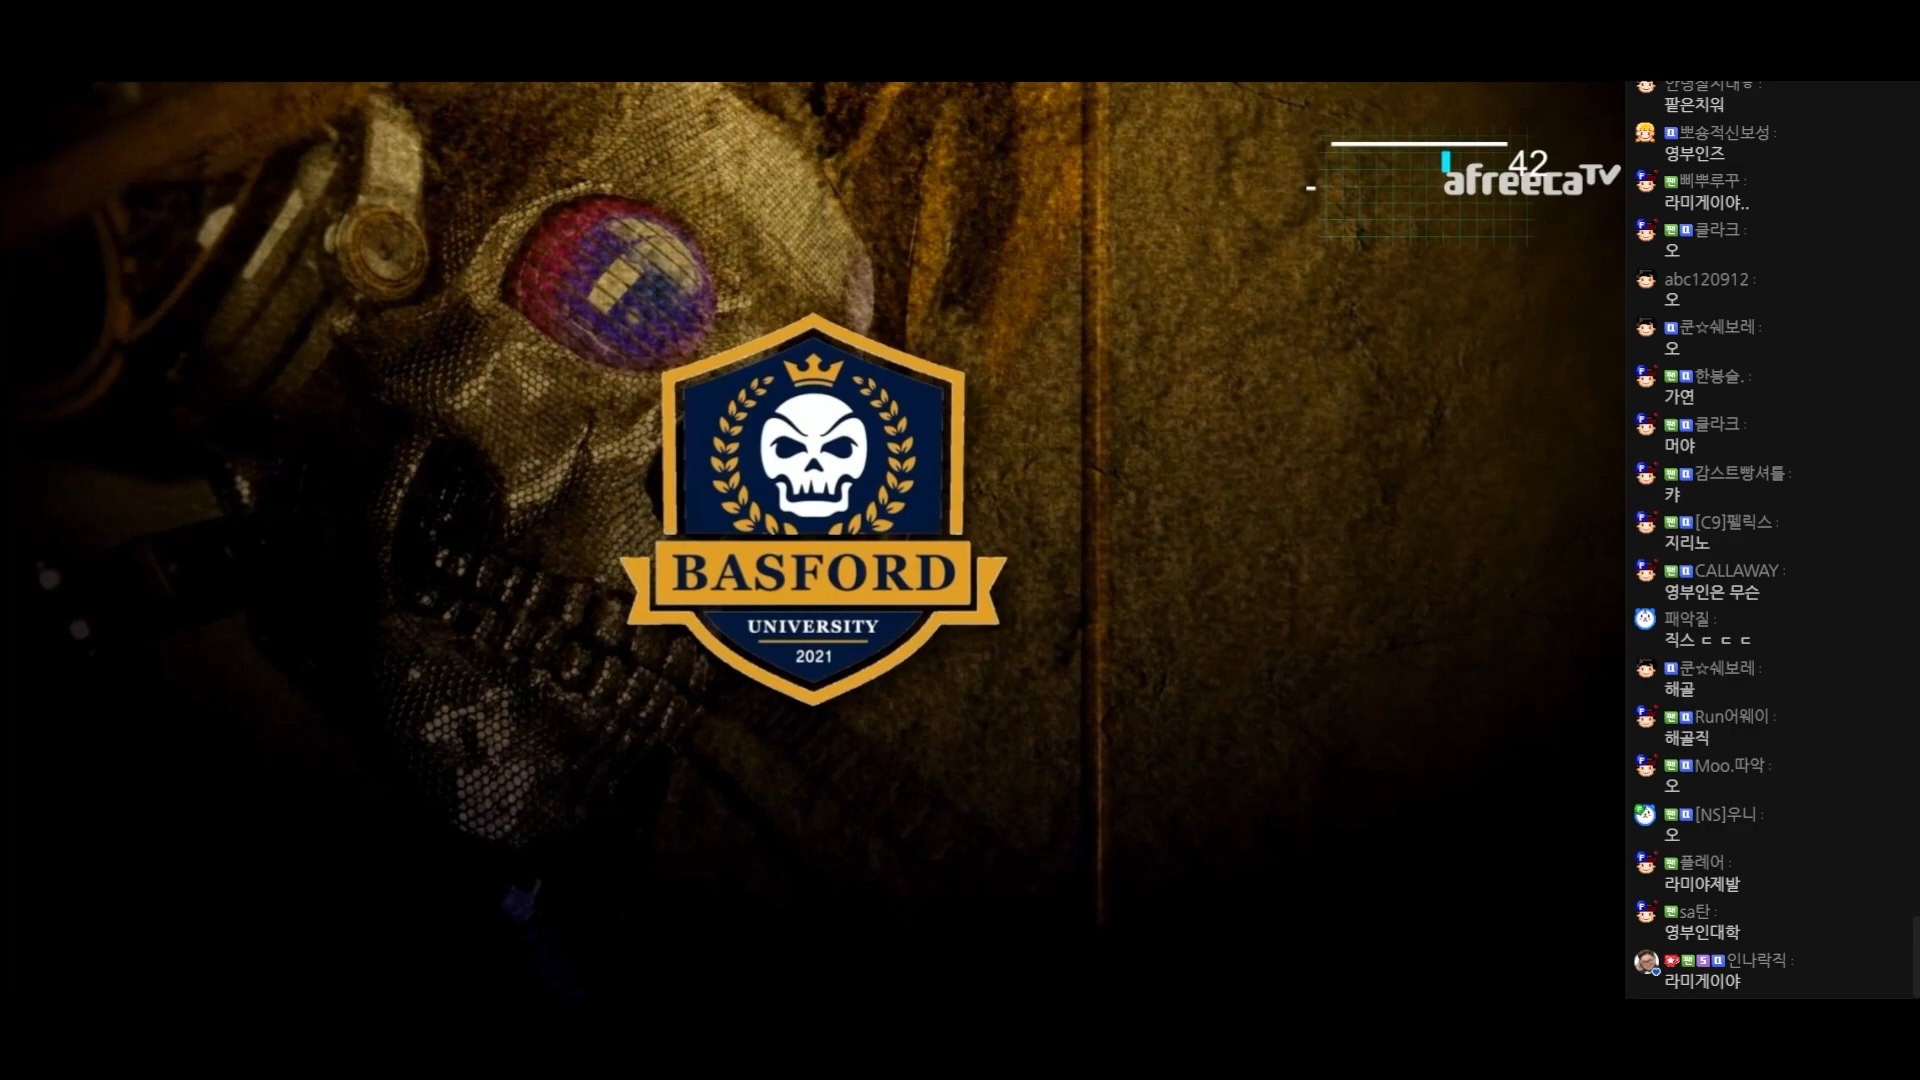 42
afreecaTV
BASFORD
UNIVERSITY
2021
팥은치워
뽀송적신보성 :
영부인즈
삐뿌루꾸 :
라미게이야..
클라크 :
오
abc120912 :
오
쿤☆쉐보레 :
오
한봉슬. :
가연
클라크 :
머야
감스트빵셔틀 :
캬
[C9]펠릭스 :
지리노
CALLAWAY :
영부인은 무슨
패악질 :
직스 ㄷ ㄷ ㄷ
쿤☆쉐보레 :
해골
Run어웨이 :
해골직
Moo.따악 :
오
[NS]우니 :
오
플레어 :
라미야제발
sa탄 :
영부인대학
인나락직 :
라미게이야